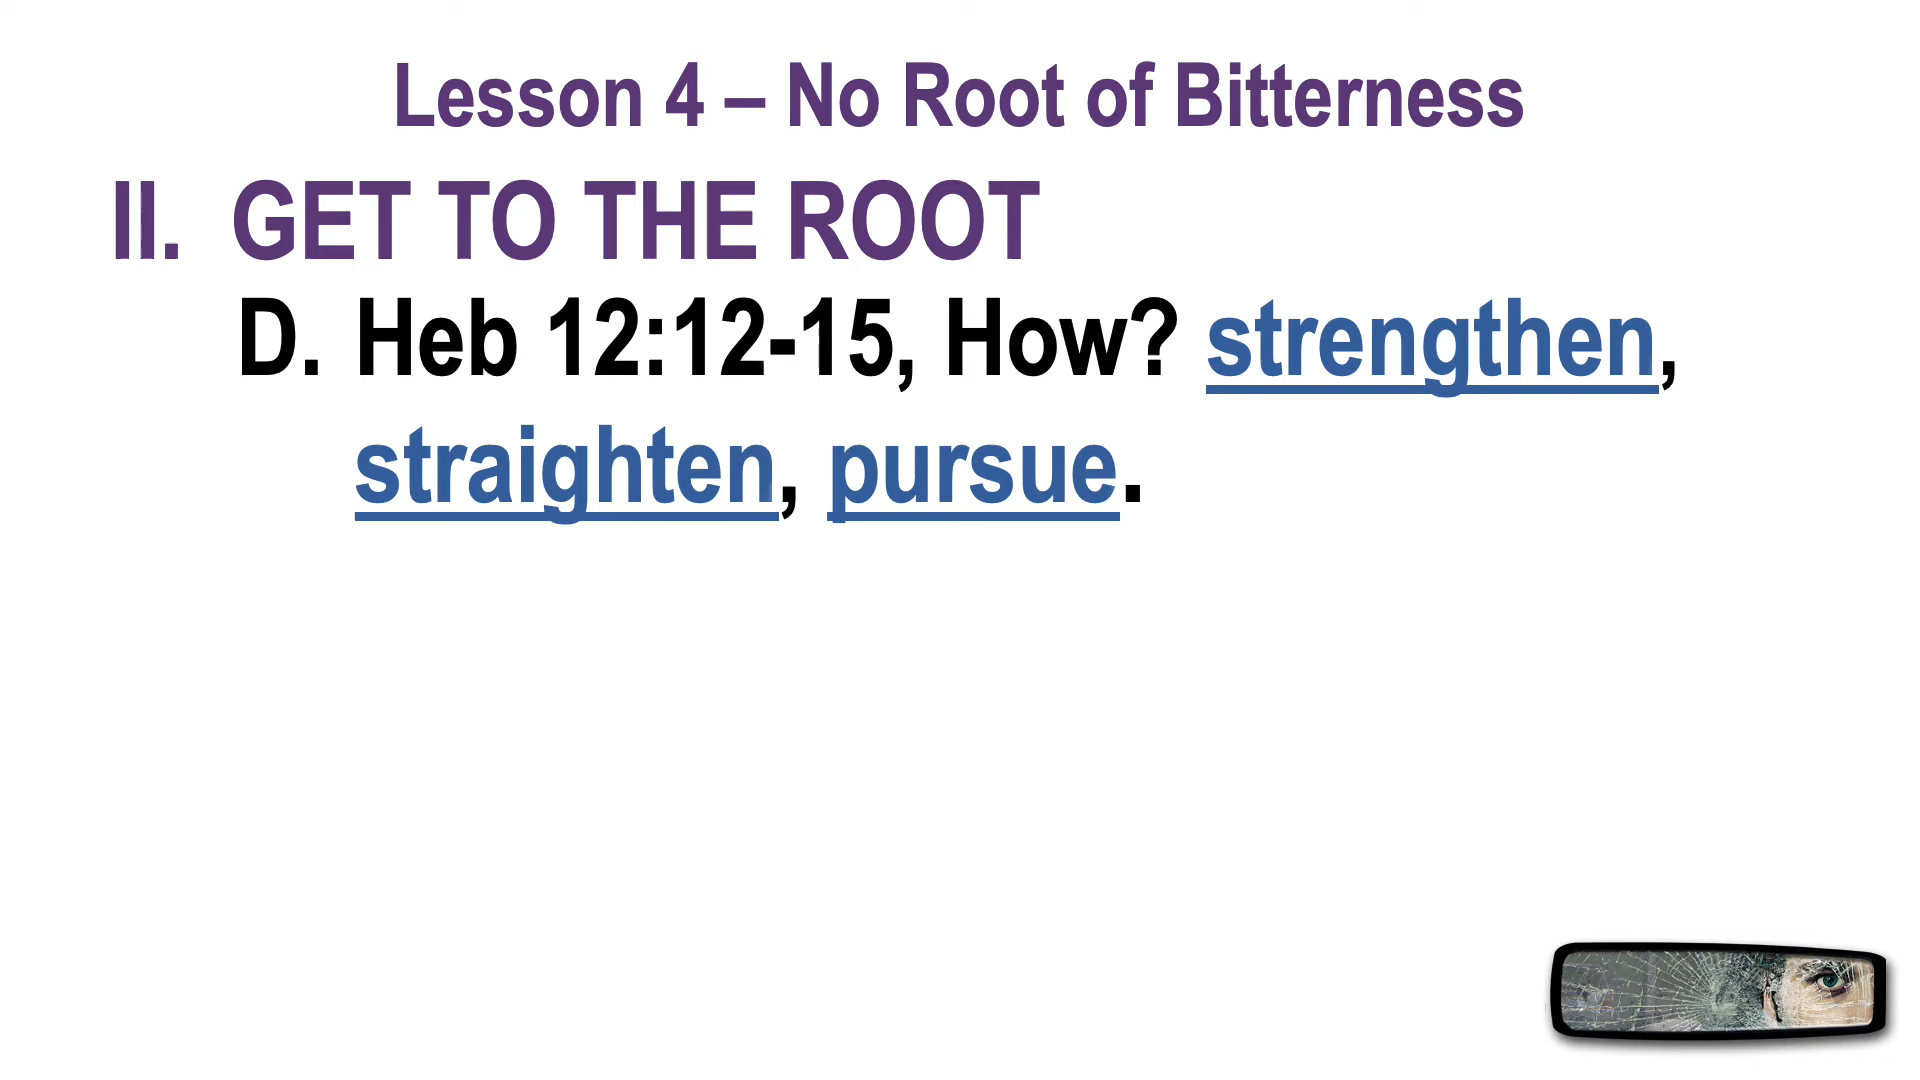 Lesson 4 – No Root of Bitterness
II. GET TO THE ROOT
D. Heb 12:12-15, How? strengthen,
straighten, pursue.